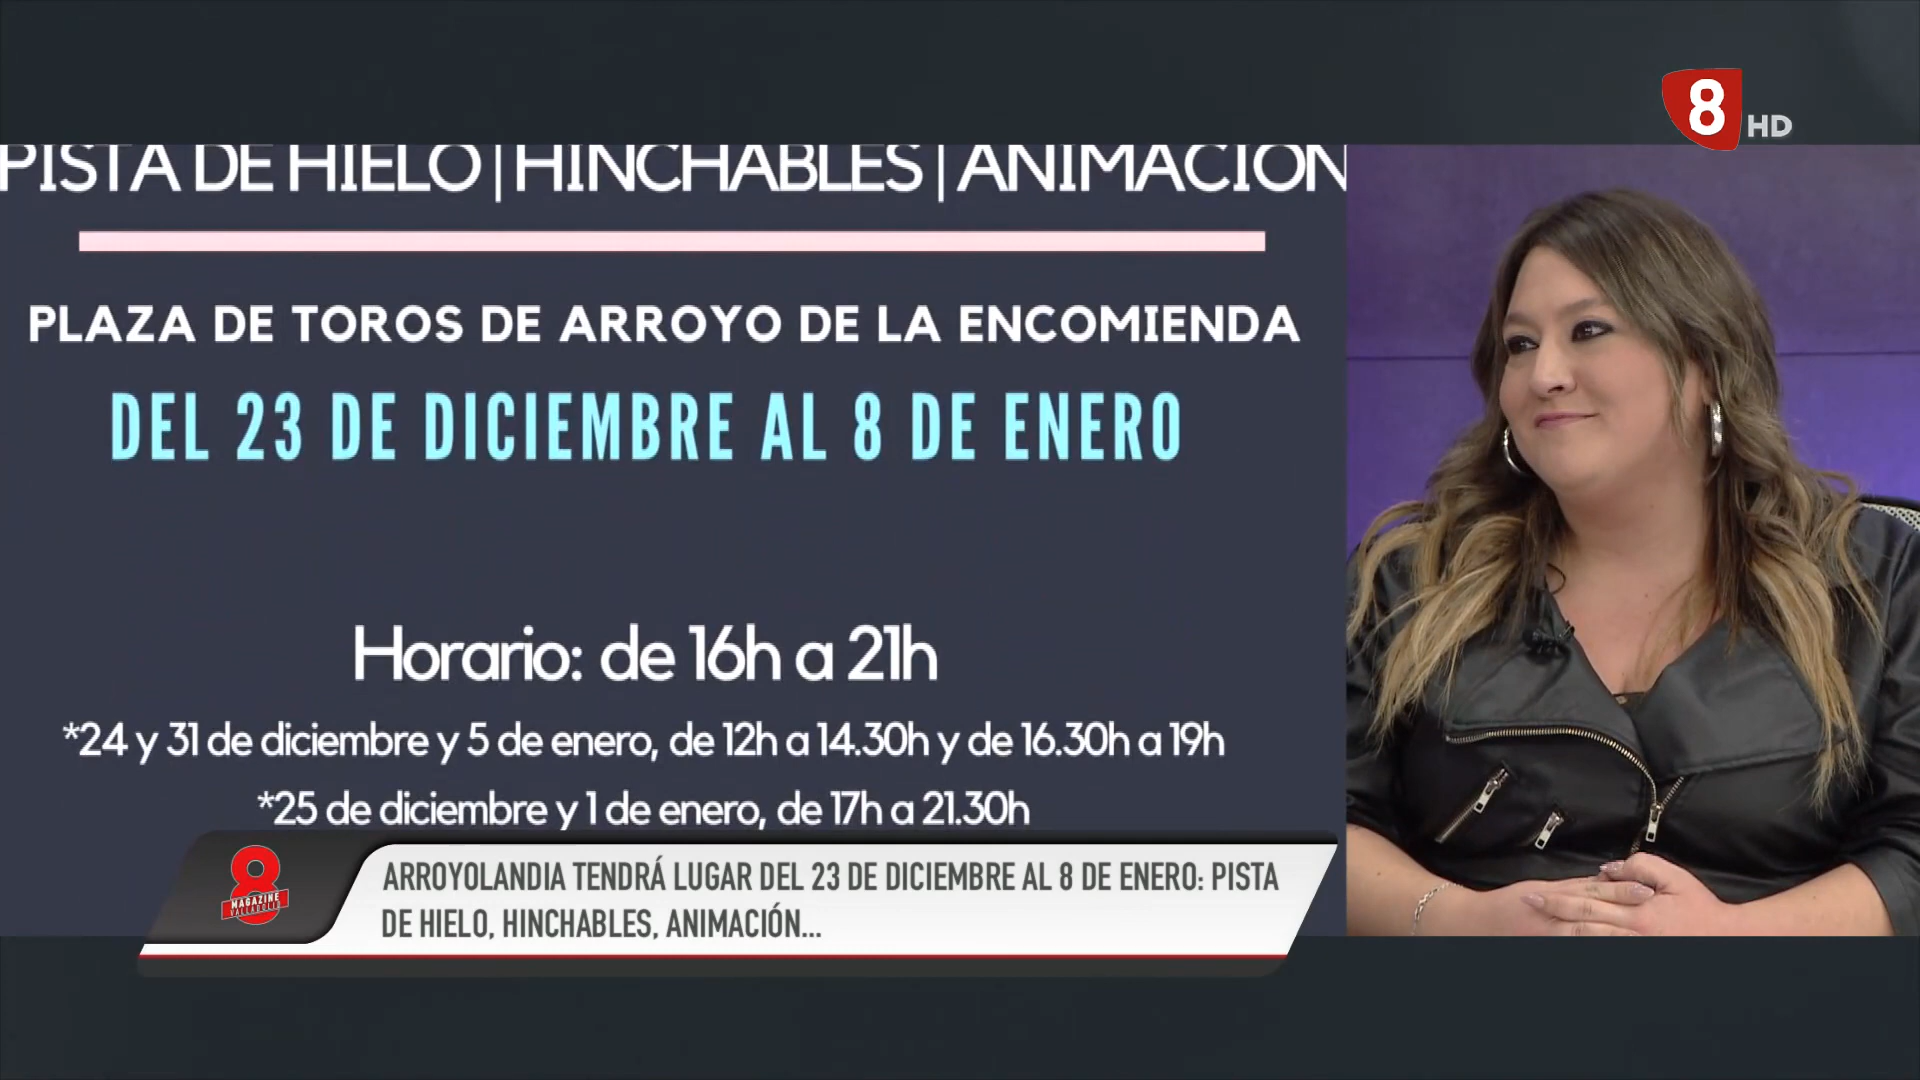 8 HD
PISTA DE HIELO | HINCHABLES | ANIMACIÓN
PLAZA DE TOROS DE ARROYO DE LA ENCOMIENDA
DEL 23 DE DICIEMBRE AL 8 DE ENERO
Horario: de 16h a 21h
*24 y 31 de diciembre y 5 de enero, de 12h a 14.30h y de 16.30h a 19h
*25 de diciembre y 1 de enero, de 17h a 21.30h
8
MAGAZINE
VALLADOLID
ARROYOLANDIA TENDRÁ LUGAR DEL 23 DE DICIEMBRE AL 8 DE ENERO: PISTA
DE HIELO, HINCHABLES, ANIMACIÓN...